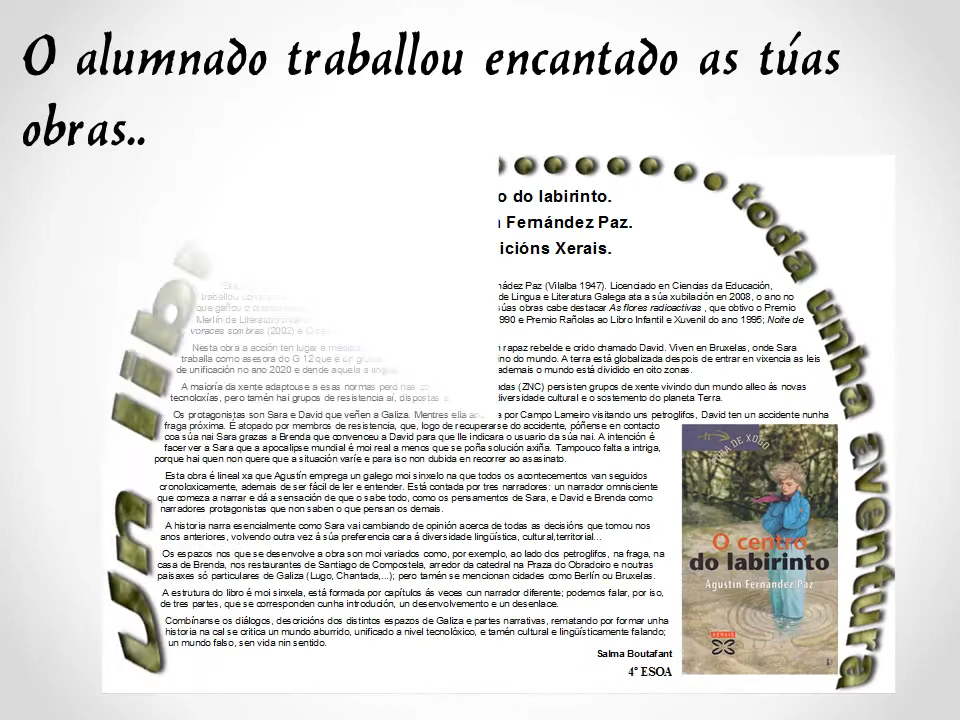 O alumnado traballou encantado as túas
obras..
Un libr
toda unha aventura
o do labirinto.
Fernández Paz.
icións Xerais.
nádez Paz (Vilalba 1947). Licenciado en Ciencias da Educación,
traballou de Lingua e Literatura Galega ata a súa xubilación en 2008, o ano no
que gañou o súas obras cabe destacar As flores radioactivas , que obtivo o Premio
Merlín de Literatura 1990 e Premio Rañolas ao Libro Infantil e Xuvenil do ano 1995; Noite de
voraces sombras (2002) e O
Nesta obra a acción ten lugar a rapaz rebelde e crido chamado David. Viven en Bruxelas, onde Sara
traballa como asesora do G 12 que é un do mundo. A terra está globalizada despois de entrar en vixencia as leis
de unificación no ano 2020 e dende aquela a ademais o mundo está dividido en oito zonas.
A maioría da xente adaptouse a esas normas pero nas (ZNC) persisten grupos de xente vivindo dun mundo alleo ás novas
tecnoloxías, pero tamén hai grupos de resistencia aí, dispostas a diversidade cultural e o sostemento do planeta Terra.
Os protagonistas son Sara e David que veñen a Galiza. Mentres ella a por Campo Lameiro visitando uns petroglifos, David ten un accidente nunha
fraga próxima. É atopado por membros de resistencia, que, logo de recuperarse do accidente, póñense en contacto
coa súa nai Sara grazas a Brenda que convenceu a David para que lle indicara o usuario da súa nai. A intención é
facer ver a Sara que a apocalipse mundial é moi real a menos que se poña solución axiña. Tampouco falta a intriga,
porque hai quen non quere que a situación varíe e para iso non dubida en recorrer ao asasinato.
Esta obra é lineal xa que Agustín emprega un galego moi sinxelo na que todos os acontecementos van seguidos
cronoloxicamente, ademais de ser fácil de ler e entender. Está contada por tres narradores: un narrador omnisciente
que comeza a narrar e dá a sensación de que o sabe todo, como os pensamentos de Sara, e David e Brenda como
narradores protagonistas que non saben o que pensan os demais.
A historia narra esencialmente como Sara vai cambiando de opinión acerca de todas as decisións que tomou nos
anos anteriores, volvendo outra vez á súa preferencia cara á diversidade lingüística, cultural,territorial...
Os espazos nos que se desenvolve a obra son moi variados como, por exemplo, ao lado dos petroglifos, na fraga, na
casa de Brenda, nos restaurantes de Santiago de Compostela, arredor da catedral na Praza do Obradoiro e noutras
paisaxes só particulares de Galiza (Lugo, Chantada,...); pero tamén se mencionan cidades como Berlín ou Bruxelas.
A estrutura do libro é moi sinxela, está formada por capítulos ás veces cun narrador diferente; podemos falar, por iso,
de tres partes, que se corresponden cunha introdución, un desenvolvemento e un desenlace.
Combínanse os diálogos, descricións dos distintos espazos de Galiza e partes narrativas, rematando por formar unha
historia na cal se critica un mundo aburrido, unificado a nivel tecnolóxico, e tamén cultural e lingüísticamente falando;
un mundo falso, sen vida nin sentido.
Salma Boutafant
4º ESOA
FÓRA DE XOGO
O centro
do labirinto
Agustín Fernández Paz
XERAIS